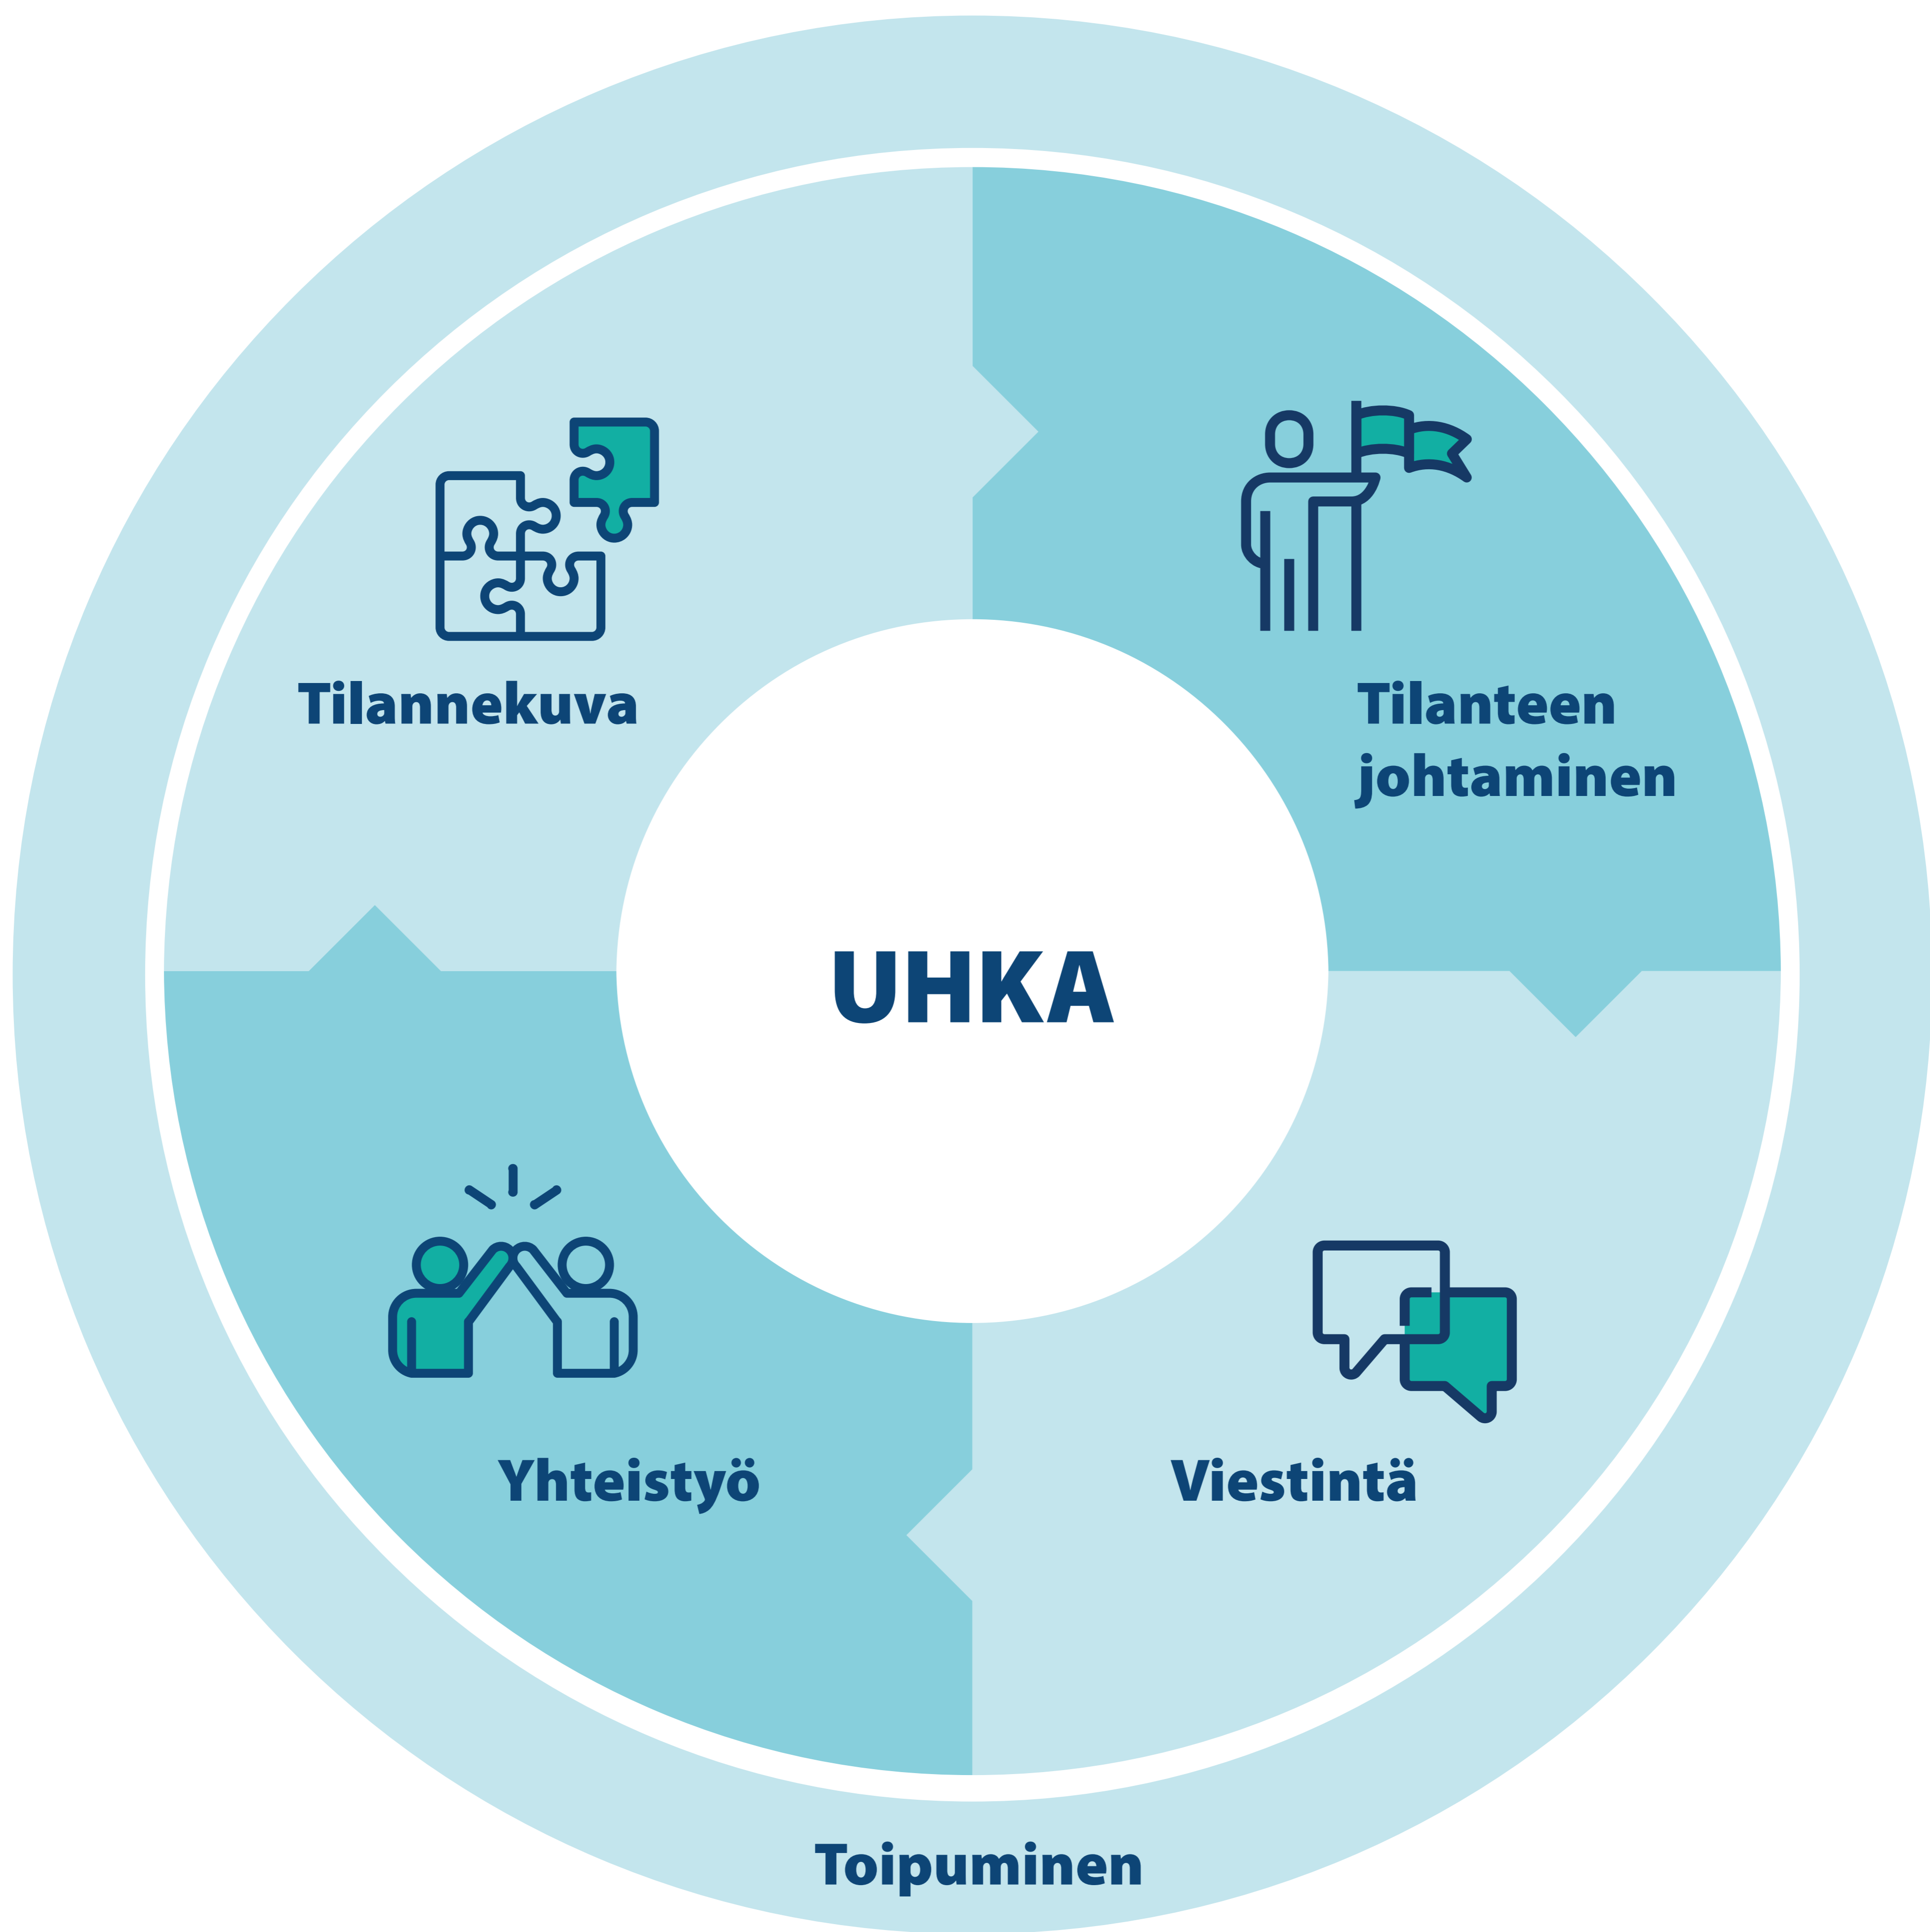 Tilannekuva
Tilanteen
johtaminen
UHKA
Yhteistyö
Viestintä
Toipuminen